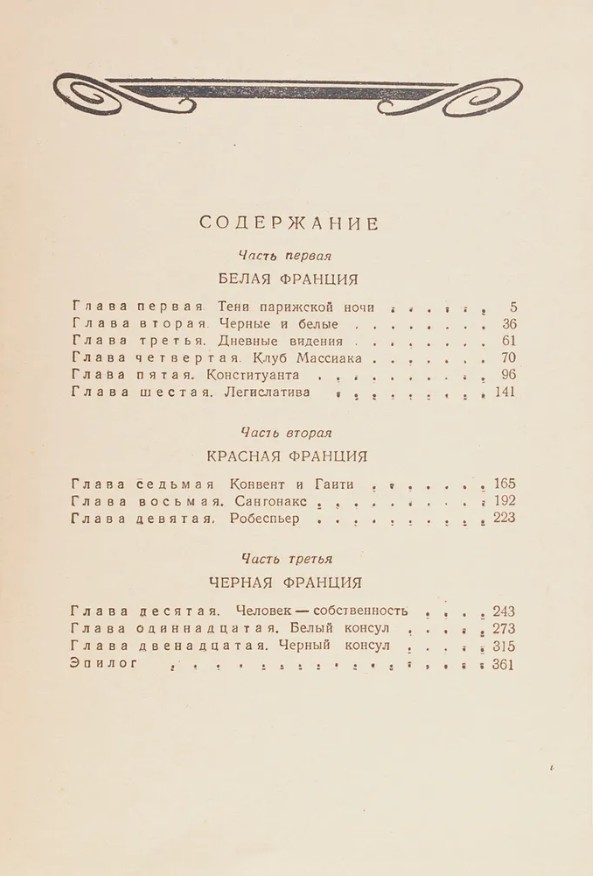 СОДЕРЖАНИЕ
Часть первая
БЕЛАЯ ФРАНЦИЯ
Глава первая. Тени парижской ночи . . . . . . 5
Глава вторая. Черные и белые . . . . . . . . 36
Глава третья. Дневные видения . . . . . . . . 61
Глава четвертая. Клуб Массиака . . . . . . . 70
Глава пятая. Конституанта . . . . . . . . . . 96
Глава шестая. Легислатива . . . . . . . . . 141
Часть вторая
КРАСНАЯ ФРАНЦИЯ
Глава седьмая. Конвент и Гаити . . . . . . . 165
Глава восьмая. Сангонакс . . . . . . . . . . 192
Глава девятая. Робеспьер . . . . . . . . . . 223
Часть третья
ЧЕРНАЯ ФРАНЦИЯ
Глава десятая. Человек — собственность . . . . 243
Глава одиннадцатая. Белый консул . . . . . 273
Глава двенадцатая. Черный консул . . . . . 315
Эпилог . . . . . . . . . . . . . . . 361